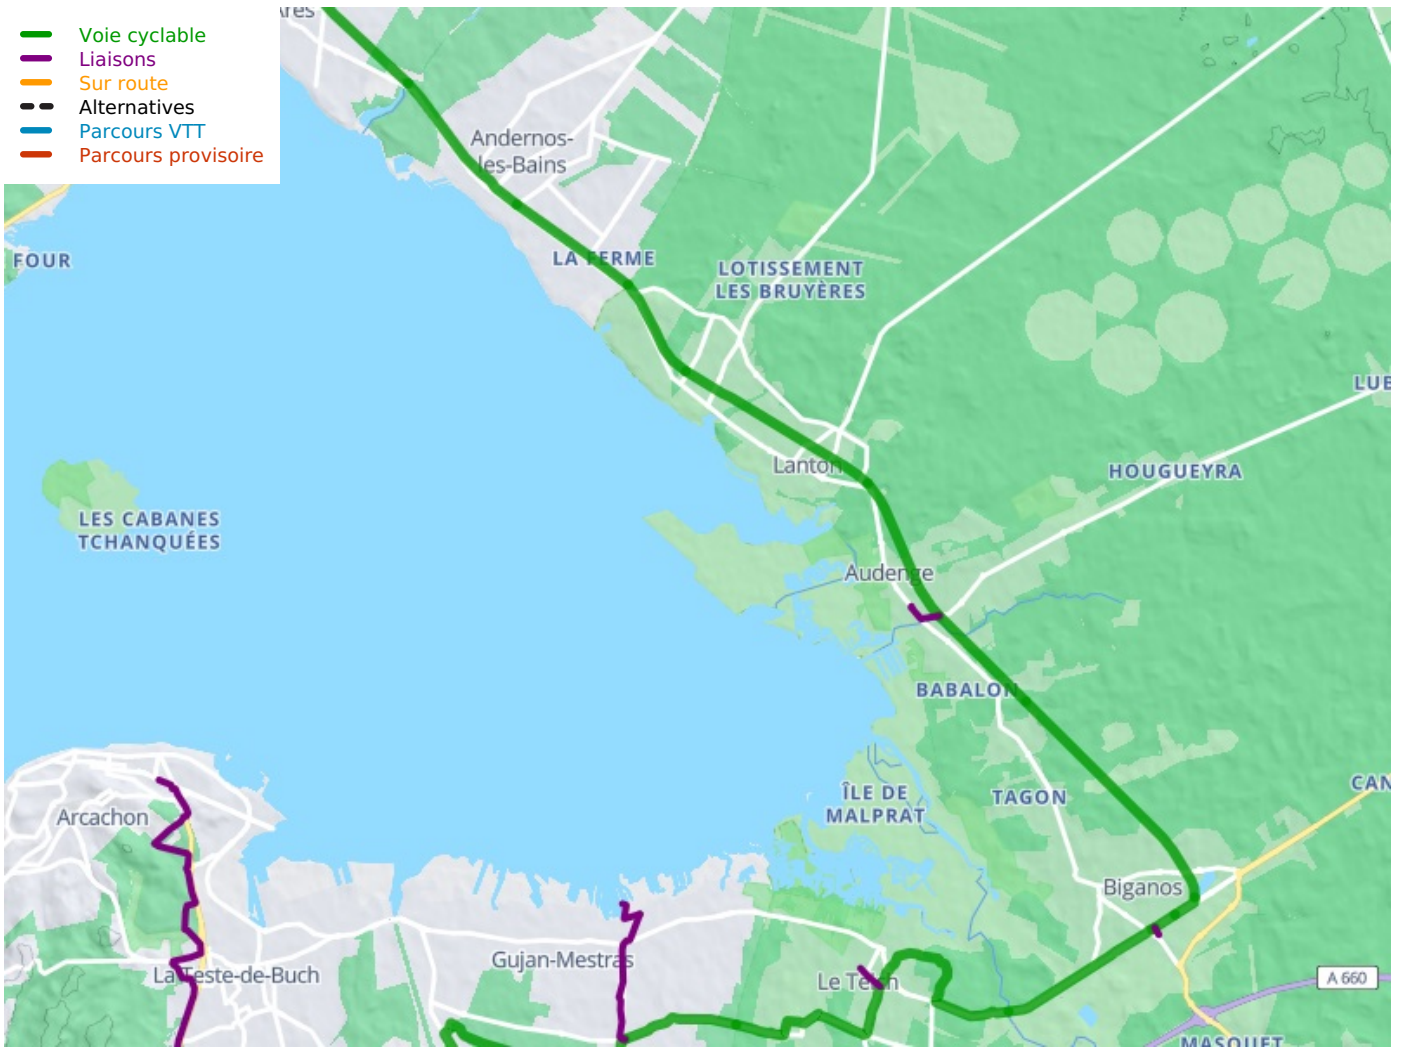 Voie cyclable
Liaisons
Sur route
Alternatives
Parcours VTT
Parcours provisoire
Andernos-
les-Bains
FOUR
LA FERME
LOTISSEMENT
LES BRUYÈRES
LUB
Lanton
HOUGUEYRA
LES CABANES
TCHANQUÉES
Audenge
BABALON
ÎLE DE
MALPRAT
TAGON
CAN
Arcachon
Biganos
Gujan-Mestras
La Teste-de-Buch
Le Teich
A 660
MASQUET